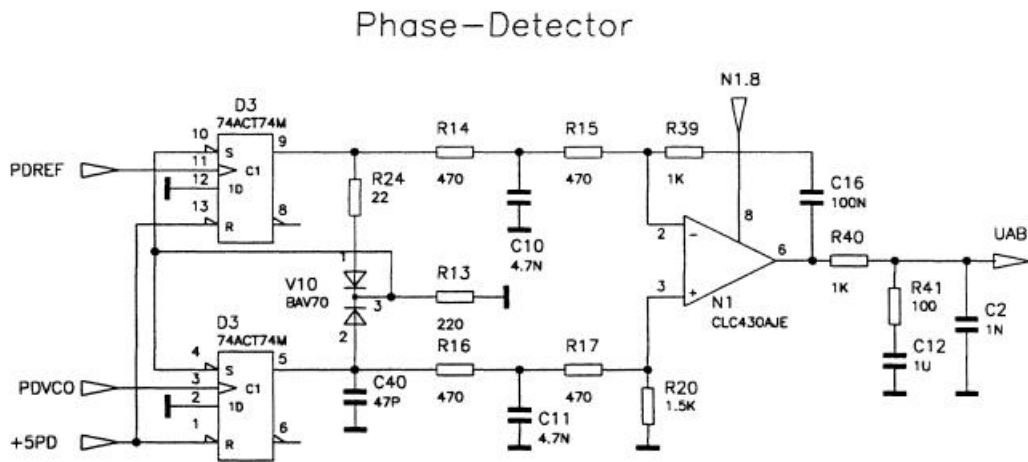 Phase-Detector
N1.8
D3
74ACT74M
10
S
9
R14
R15
R39
PDREF
11
C1
12
1D
R24
22
470
470
1K
C16
100N
13
R
8
C10
4.7N
2
8
6
R40
UAB
1
R13
V10
BAV70
3
3
N1
CLC430AJE
1K
R41
100
C2
1N
D3
74ACT74M
2
220
4
S
5
R16
R17
C12
1U
PDVCO
3
C1
2
1D
C40
47P
470
470
R20
1.5K
1
R
6
C11
4.7N
+5PD